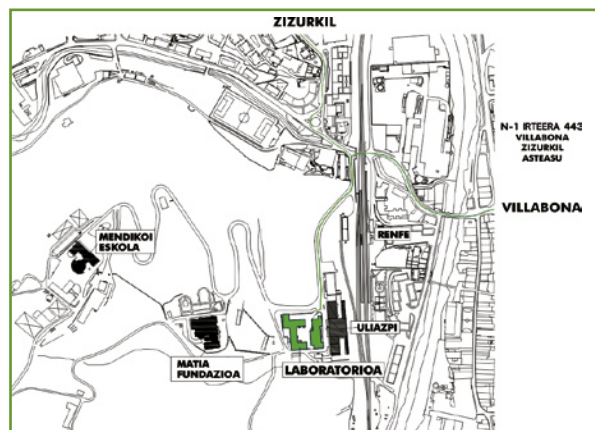 ZIZURKIL
N-1 IRTEERA 443
VILLABONA
ZIZURKIL
ASTEASU
VILLABONA
MENDIKOI
ESKOLA
RENFE
ULIAZPI
MATIA
FUNDAZIOA
LABORATORIOA